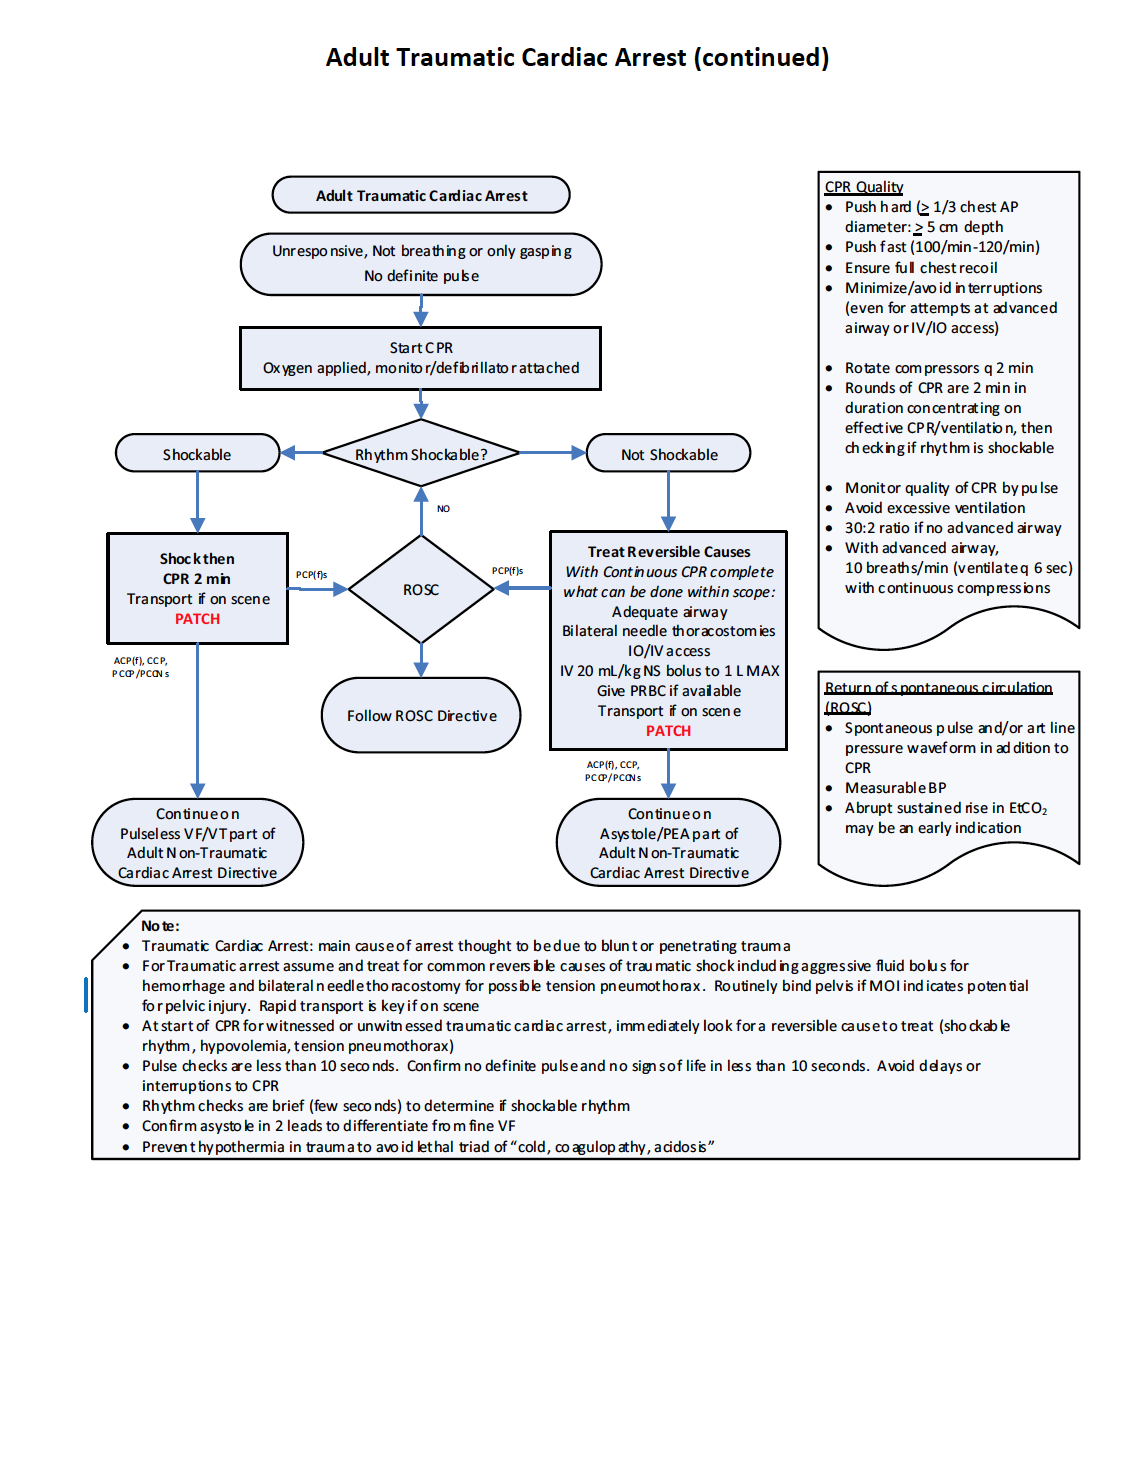 Adult Traumatic Cardiac Arrest (continued)
Adult Traumatic Cardiac Arrest
Unresponsive, Not breathing or only gasping
No definite pulse
Start CPR
Oxygen applied, monitor/defibrillator attached
Rhythm Shockable?
Shockable
Not Shockable
NO
Shock then
CPR 2 min
Transport if on scene
PATCH
PCP(f)s
ROSC
PCP(f)s
Treat Reversible Causes
With Continuous CPR complete
what can be done within scope:
Adequate airway
Bilateral needle thoracostomies
IO/IV access
IV 20 mL/kg NS bolus to 1 L MAX
Give PRBC if available
Transport if on scene
PATCH
ACP(f), CCP,
PCCP/PCCNs
Follow ROSC Directive
ACP(f), CCP,
PCCP/PCCNs
Continue on
Pulseless VF/VT part of
Adult Non-Traumatic
Cardiac Arrest Directive
Continue on
Asystole/PEA part of
Adult Non-Traumatic
Cardiac Arrest Directive
CPR Quality
• Push hard (≥ 1/3 chest AP
diameter: ≥ 5 cm depth
• Push fast (100/min-120/min)
• Ensure full chest recoil
• Minimize/avoid interruptions
(even for attempts at advanced
airway or IV/IO access)
• Rotate compressors q 2 min
• Rounds of CPR are 2 min in
duration concentrating on
effective CPR/ventilation, then
checking if rhythm is shockable
• Monitor quality of CPR by pulse
• Avoid excessive ventilation
• 30:2 ratio if no advanced airway
• With advanced airway,
10 breaths/min (ventilate q 6 sec)
with continuous compressions
Return of spontaneous circulation
(ROSC)
• Spontaneous pulse and/or art line
pressure waveform in addition to
CPR
• Measurable BP
• Abrupt sustained rise in EtCO₂
may be an early indication
Note:
• Traumatic Cardiac Arrest: main cause of arrest thought to be due to blunt or penetrating trauma
• For Traumatic arrest assume and treat for common reversible causes of traumatic shock including aggressive fluid bolus for
hemorrhage and bilateral needle thoracostomy for possible tension pneumothorax. Routinely bind pelvis if MOI indicates potential
for pelvic injury. Rapid transport is key if on scene
• At start of CPR for witnessed or unwitnessed traumatic cardiac arrest, immediately look for a reversible cause to treat (shockable
rhythm, hypovolemia, tension pneumothorax)
• Pulse checks are less than 10 seconds. Confirm no definite pulse and no signs of life in less than 10 seconds. Avoid delays or
interruptions to CPR
• Rhythm checks are brief (few seconds) to determine if shockable rhythm
• Confirm asystole in 2 leads to differentiate from fine VF
• Prevent hypothermia in trauma to avoid lethal triad of “cold, coagulopathy, acidosis”